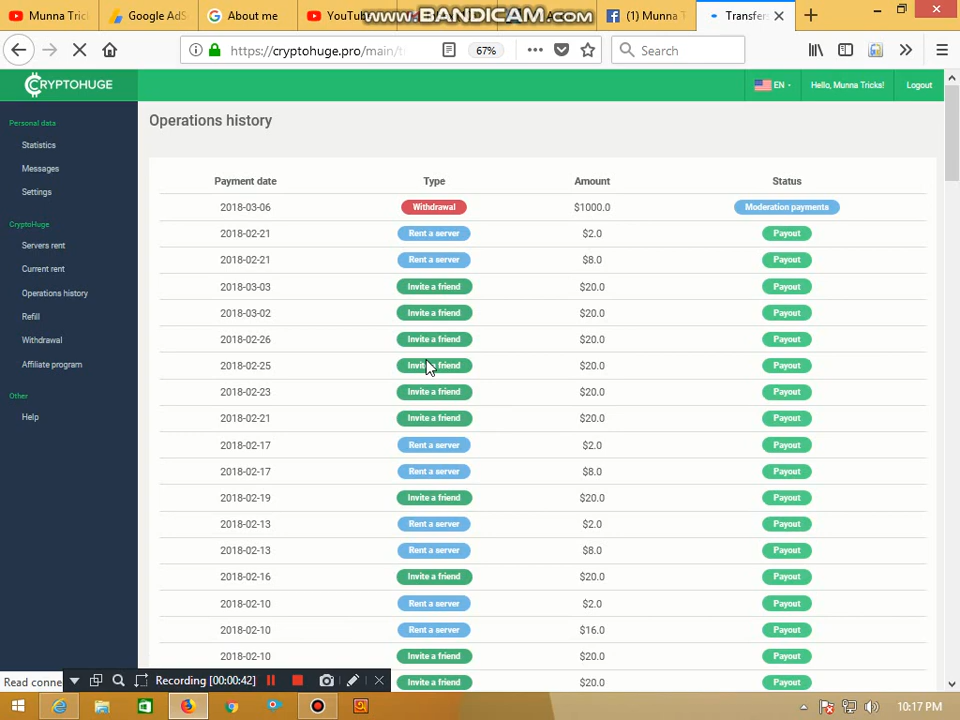 Munna Trick
Google AdS
About me
YouTub
WWW.BANDICAM.COM
(1) Munna T
Transfers
https://cryptohuge.pro/main/t
67%
Search
CRYPTOHUGE
EN
Hello, Munna Tricka!
Logout
Personal data
Statistics
Messages
Settings
CryptoHuge
Servers rent
Current rent
Operations history
Refill
Withdrawal
Affiliate program
Other
Help
Operations history
Payment date Type Amount Status
2018-03-06 Withdrawal $1000.0 Moderation payments
2018-02-21 Rent a server $2.0 Payout
2018-02-21 Rent a server $8.0 Payout
2018-03-03 Invite a friend $20.0 Payout
2018-03-02 Invite a friend $20.0 Payout
2018-02-26 Invite a friend $20.0 Payout
2018-02-25 Invite a friend $20.0 Payout
2018-02-23 Invite a friend $20.0 Payout
2018-02-21 Invite a friend $20.0 Payout
2018-02-17 Rent a server $2.0 Payout
2018-02-17 Rent a server $8.0 Payout
2018-02-19 Invite a friend $20.0 Payout
2018-02-13 Rent a server $2.0 Payout
2018-02-13 Rent a server $8.0 Payout
2018-02-16 Invite a friend $20.0 Payout
2018-02-10 Rent a server $2.0 Payout
2018-02-10 Rent a server $16.0 Payout
2018-02-10 Invite a friend $20.0 Payout
Invite a friend $20.0 Payout
Read conne
Recording [00:00:42]
10:17 PM